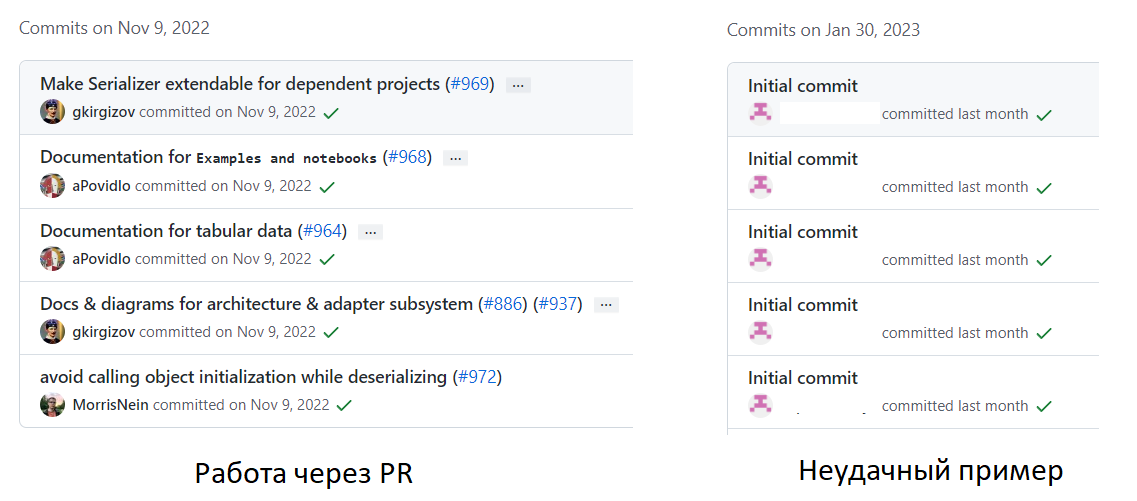 Commits on Nov 9, 2022
Make Serializer extendable for dependent projects (#969) ...
gkirgizov committed on Nov 9, 2022
Documentation for Examples and notebooks (#968) ...
aPovidlo committed on Nov 9, 2022
Documentation for tabular data (#964) ...
aPovidlo committed on Nov 9, 2022
Docs & diagrams for architecture & adapter subsystem (#886) (#937) ...
gkirgizov committed on Nov 9, 2022
avoid calling object initialization while deserializing (#972)
MorrisNein committed on Nov 9, 2022
Работа через PR
Commits on Jan 30, 2023
Initial commit
committed last month
Initial commit
committed last month
Initial commit
committed last month
Initial commit
committed last month
Initial commit
committed last month
Неудачный пример